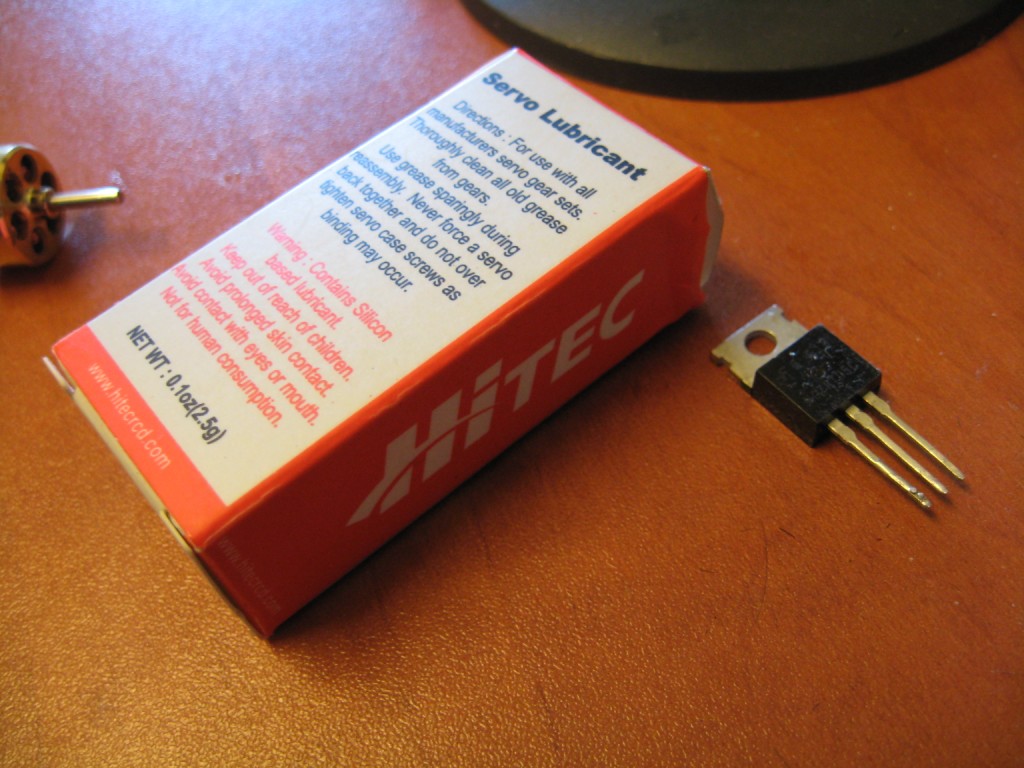 Servo Lubricant
Directions : For use with all
manufacturers servo gear sets.
Thoroughly clean all old grease
from gears.
Use grease sparingly during
reassembly. Never force a servo
back together and do not over
tighten servo case screws as
binding may occur.
Warning : Contains Silicon
based lubricant.
Keep out of reach of children.
Avoid prolonged skin contact.
Avoid contact with eyes or mouth.
Not for human consumption.
NET WT : 0.1oz(2.5g)
www.hitecrcd.com
HiTEC